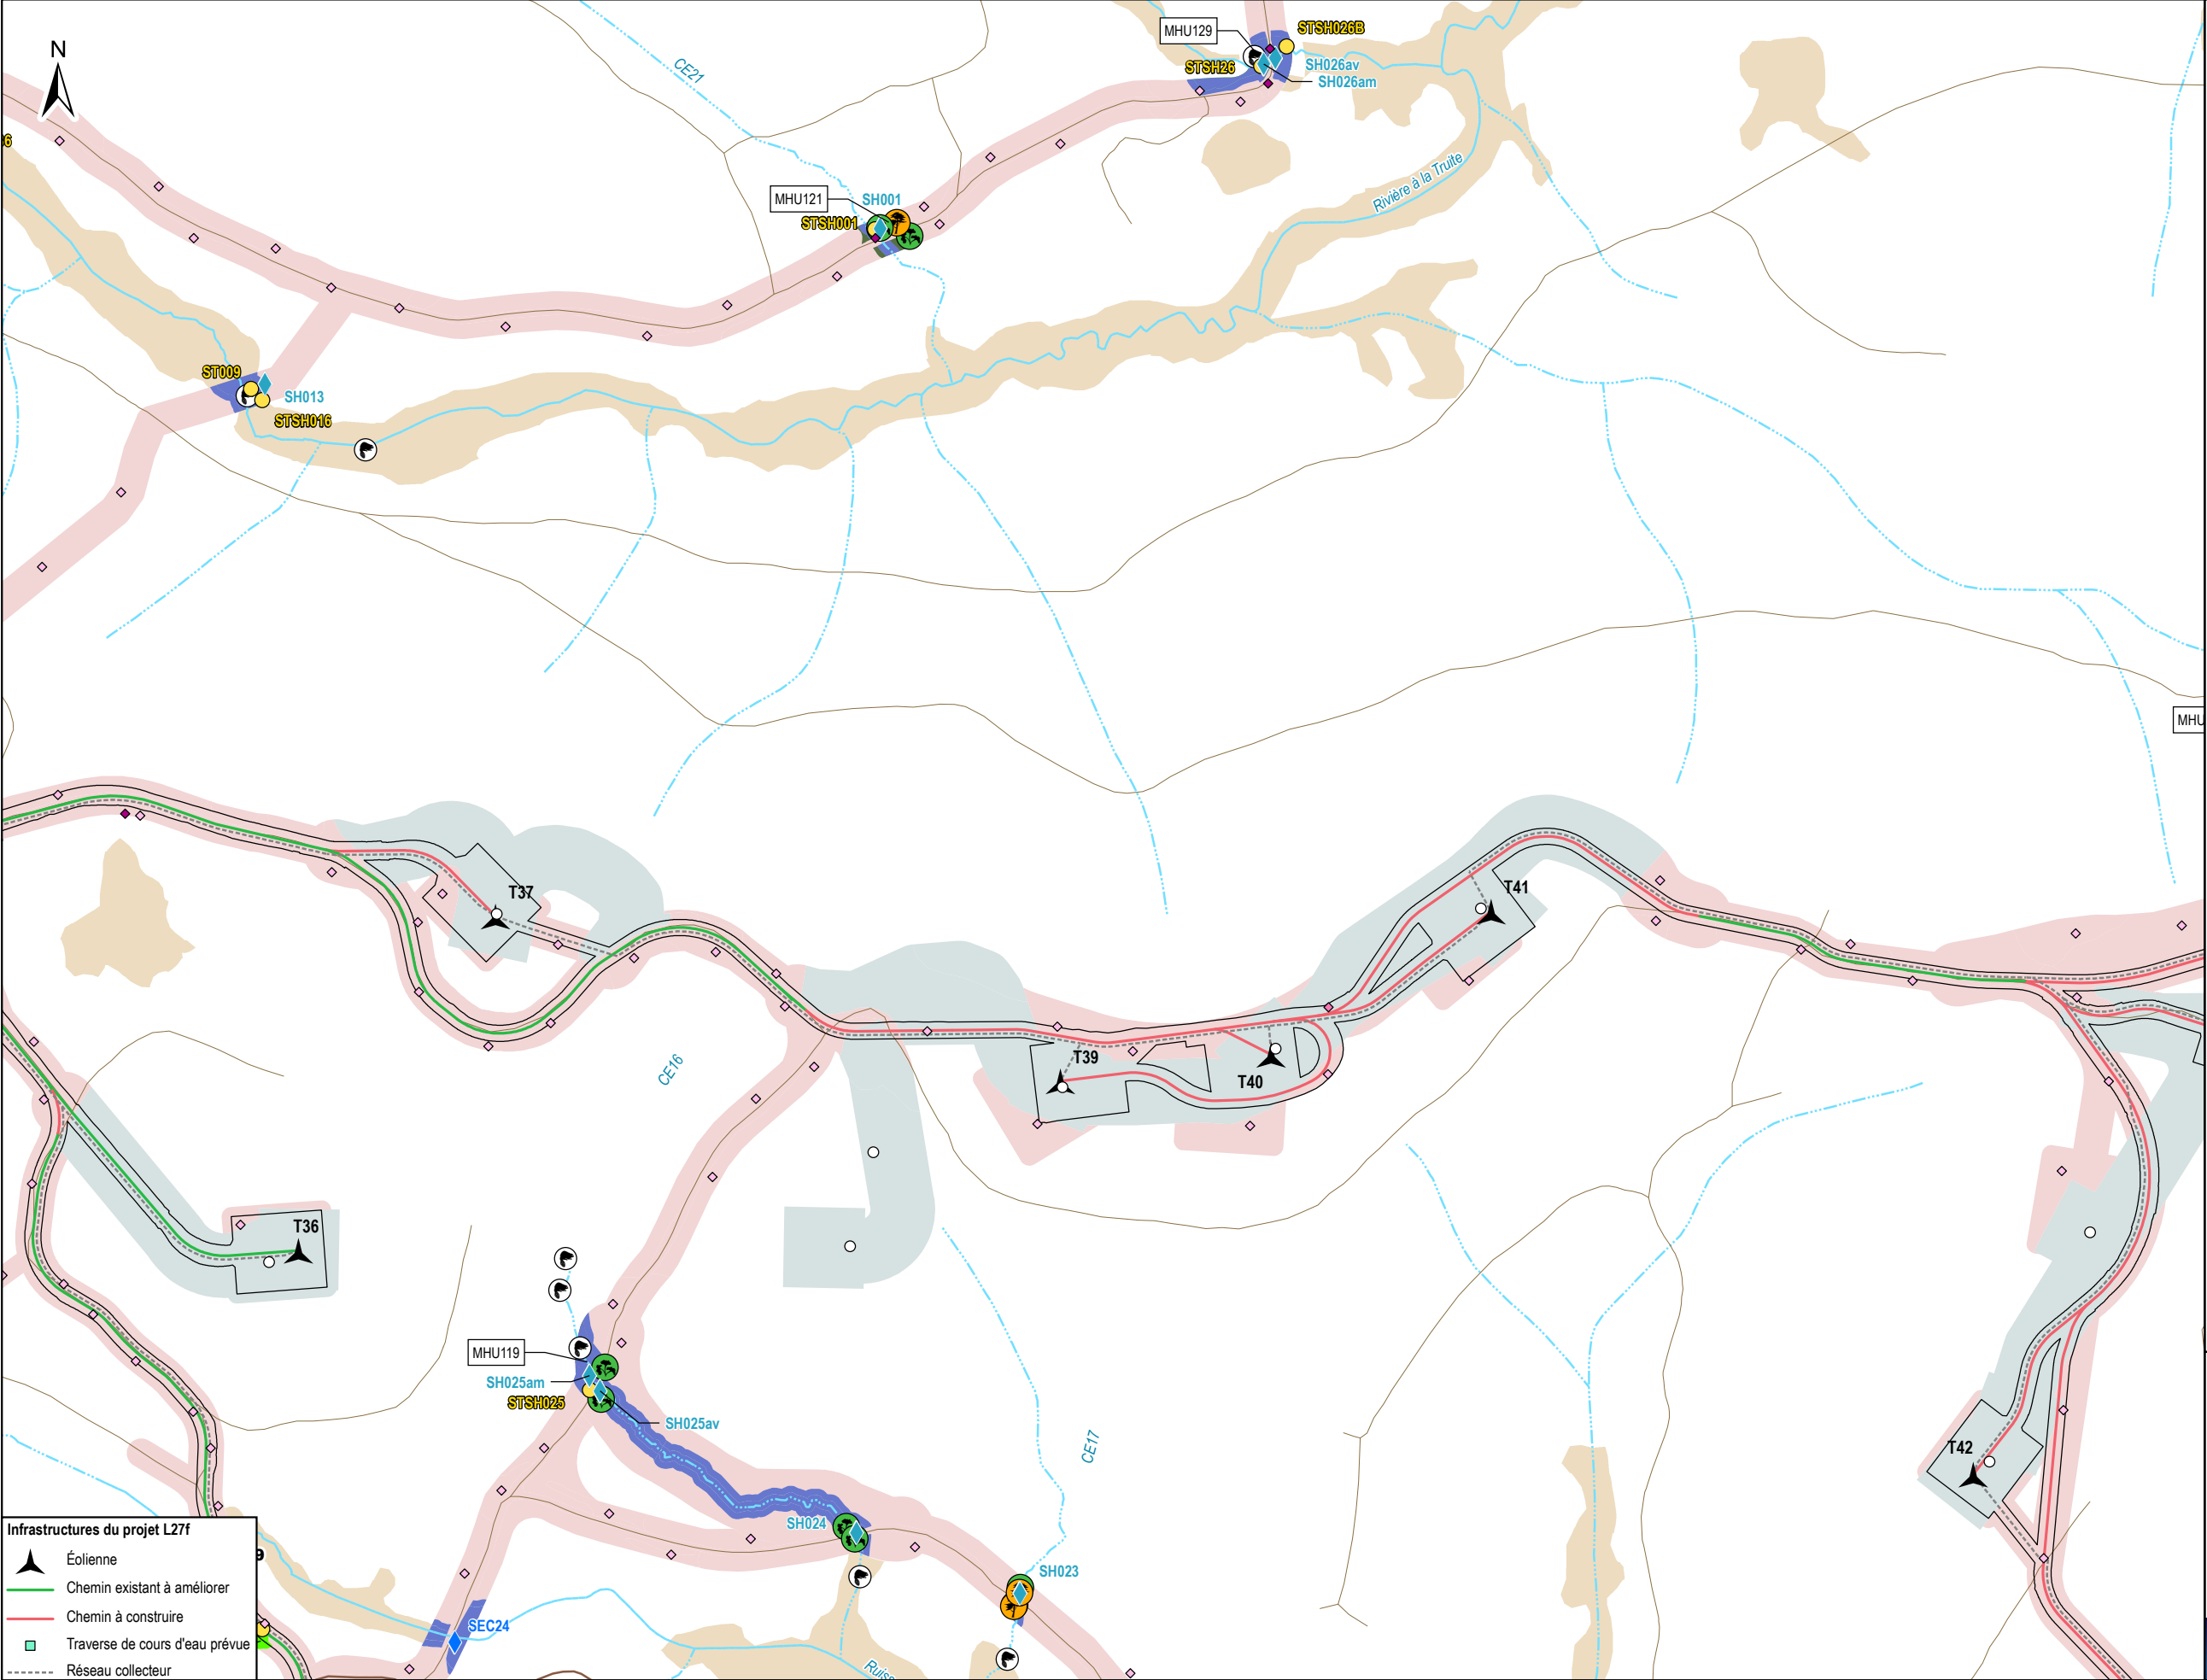 N
CE21
MHU129
STSH026B
STSH26
SH026av
SH026am
6
MHU121
SH001
STSH001
Rivière à la Truite
ST009
SH013
STSH016
MHU
T37
T41
T39
T40
CE16
T36
MHU119
SH025am
STSH025
SH025av
CE17
T42
SH024
SH023
SEC24
9
Infrastructures du projet L27f
Éolienne
Chemin existant à améliorer
Chemin à construire
Traverse de cours d'eau prévue
Réseau collecteur